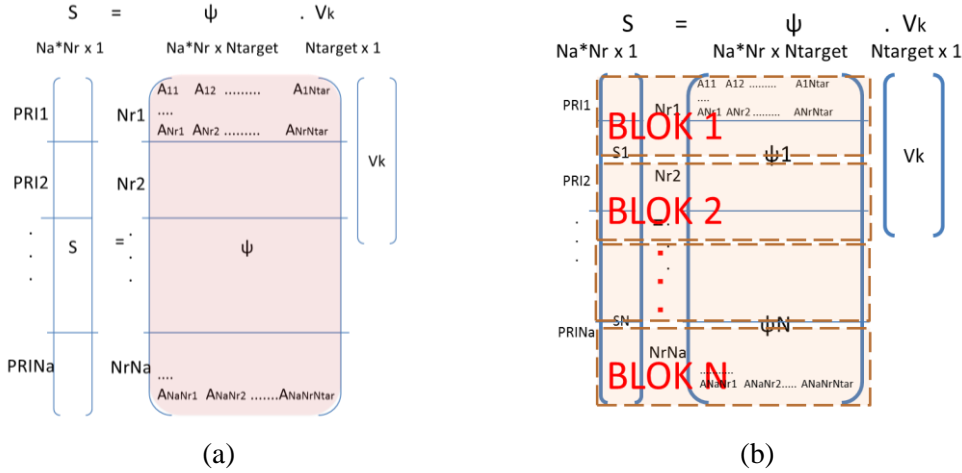 S = ψ . Vk
Na*Nr x 1 Na*Nr x Ntarget Ntarget x 1
A11 A12 ......... A1Ntar
PRI1 Nr1 ....
ANr1 ANr2 ......... ANrNtar
Vk
PRI2 Nr2
. S = . ψ
. .
. .
PRINa NrNa
....
ANaNr1 ANaNr2 .......ANaNrNtar
(a)
S = ψ . Vk
Na*Nr x 1 Na*Nr x Ntarget Ntarget x 1
A11 A12 ......... A1Ntar
PRI1 Nr1 ....
ANr1 ANr2 ......... ANrNtar
BLOK 1
S1 ψ1 Vk
PRI2 Nr2
BLOK 2
. = .
. .
. .
SN ψN
PRINa NrNa
BLOK N
..........
ANaNr1 ANaNr2..... ANaNrNtar
(b)